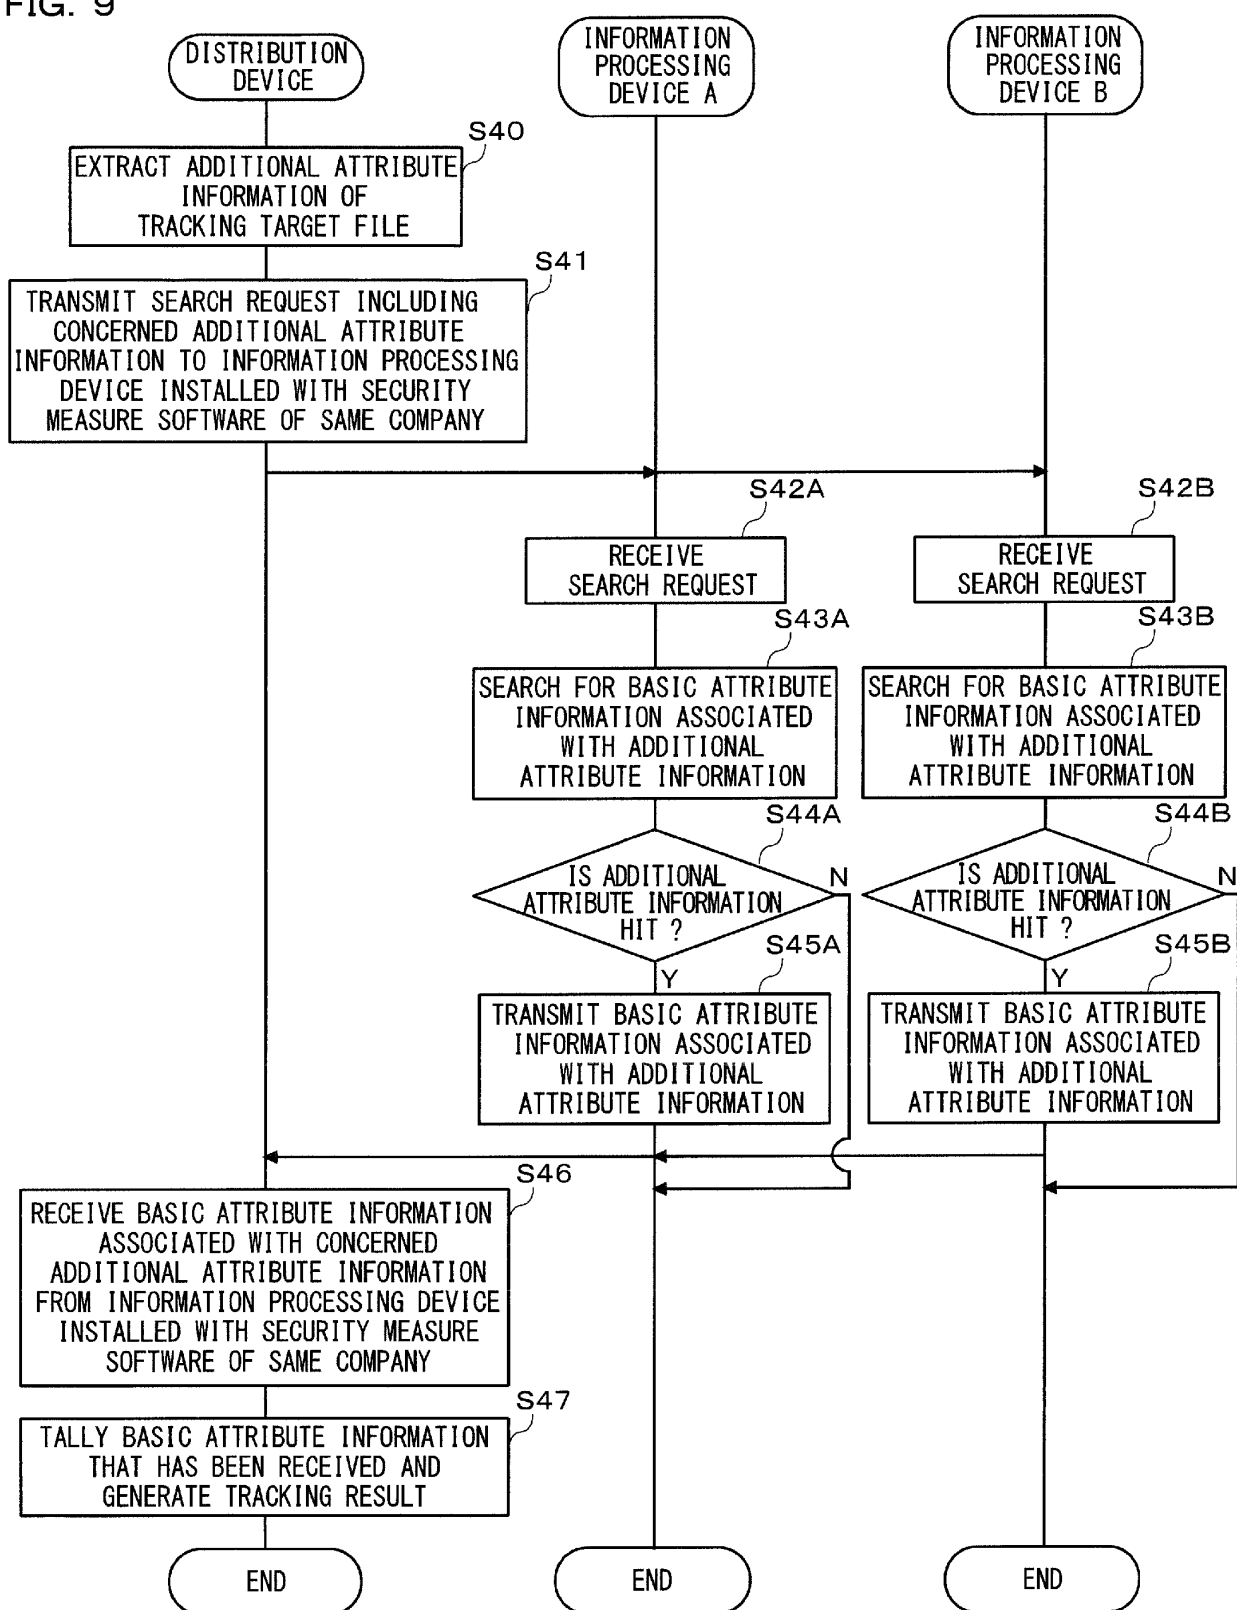 FIG. 9
DISTRIBUTION
DEVICE
INFORMATION
PROCESSING
DEVICE A
INFORMATION
PROCESSING
DEVICE B
S40
EXTRACT ADDITIONAL ATTRIBUTE
INFORMATION OF
TRACKING TARGET FILE
S41
TRANSMIT SEARCH REQUEST INCLUDING
CONCERNED ADDITIONAL ATTRIBUTE
INFORMATION TO INFORMATION PROCESSING
DEVICE INSTALLED WITH SECURITY
MEASURE SOFTWARE OF SAME COMPANY
S42A
RECEIVE
SEARCH REQUEST
S42B
RECEIVE
SEARCH REQUEST
S43A
SEARCH FOR BASIC ATTRIBUTE
INFORMATION ASSOCIATED
WITH ADDITIONAL
ATTRIBUTE INFORMATION
S43B
SEARCH FOR BASIC ATTRIBUTE
INFORMATION ASSOCIATED
WITH ADDITIONAL
ATTRIBUTE INFORMATION
S44A
IS ADDITIONAL
ATTRIBUTE INFORMATION
HIT ?
N
Y
S44B
IS ADDITIONAL
ATTRIBUTE INFORMATION
HIT ?
N
Y
S45A
TRANSMIT BASIC ATTRIBUTE
INFORMATION ASSOCIATED
WITH ADDITIONAL
ATTRIBUTE INFORMATION
S45B
TRANSMIT BASIC ATTRIBUTE
INFORMATION ASSOCIATED
WITH ADDITIONAL
ATTRIBUTE INFORMATION
S46
RECEIVE BASIC ATTRIBUTE INFORMATION
ASSOCIATED WITH CONCERNED
ADDITIONAL ATTRIBUTE INFORMATION
FROM INFORMATION PROCESSING DEVICE
INSTALLED WITH SECURITY MEASURE
SOFTWARE OF SAME COMPANY
S47
TALLY BASIC ATTRIBUTE INFORMATION
THAT HAS BEEN RECEIVED AND
GENERATE TRACKING RESULT
END
END
END